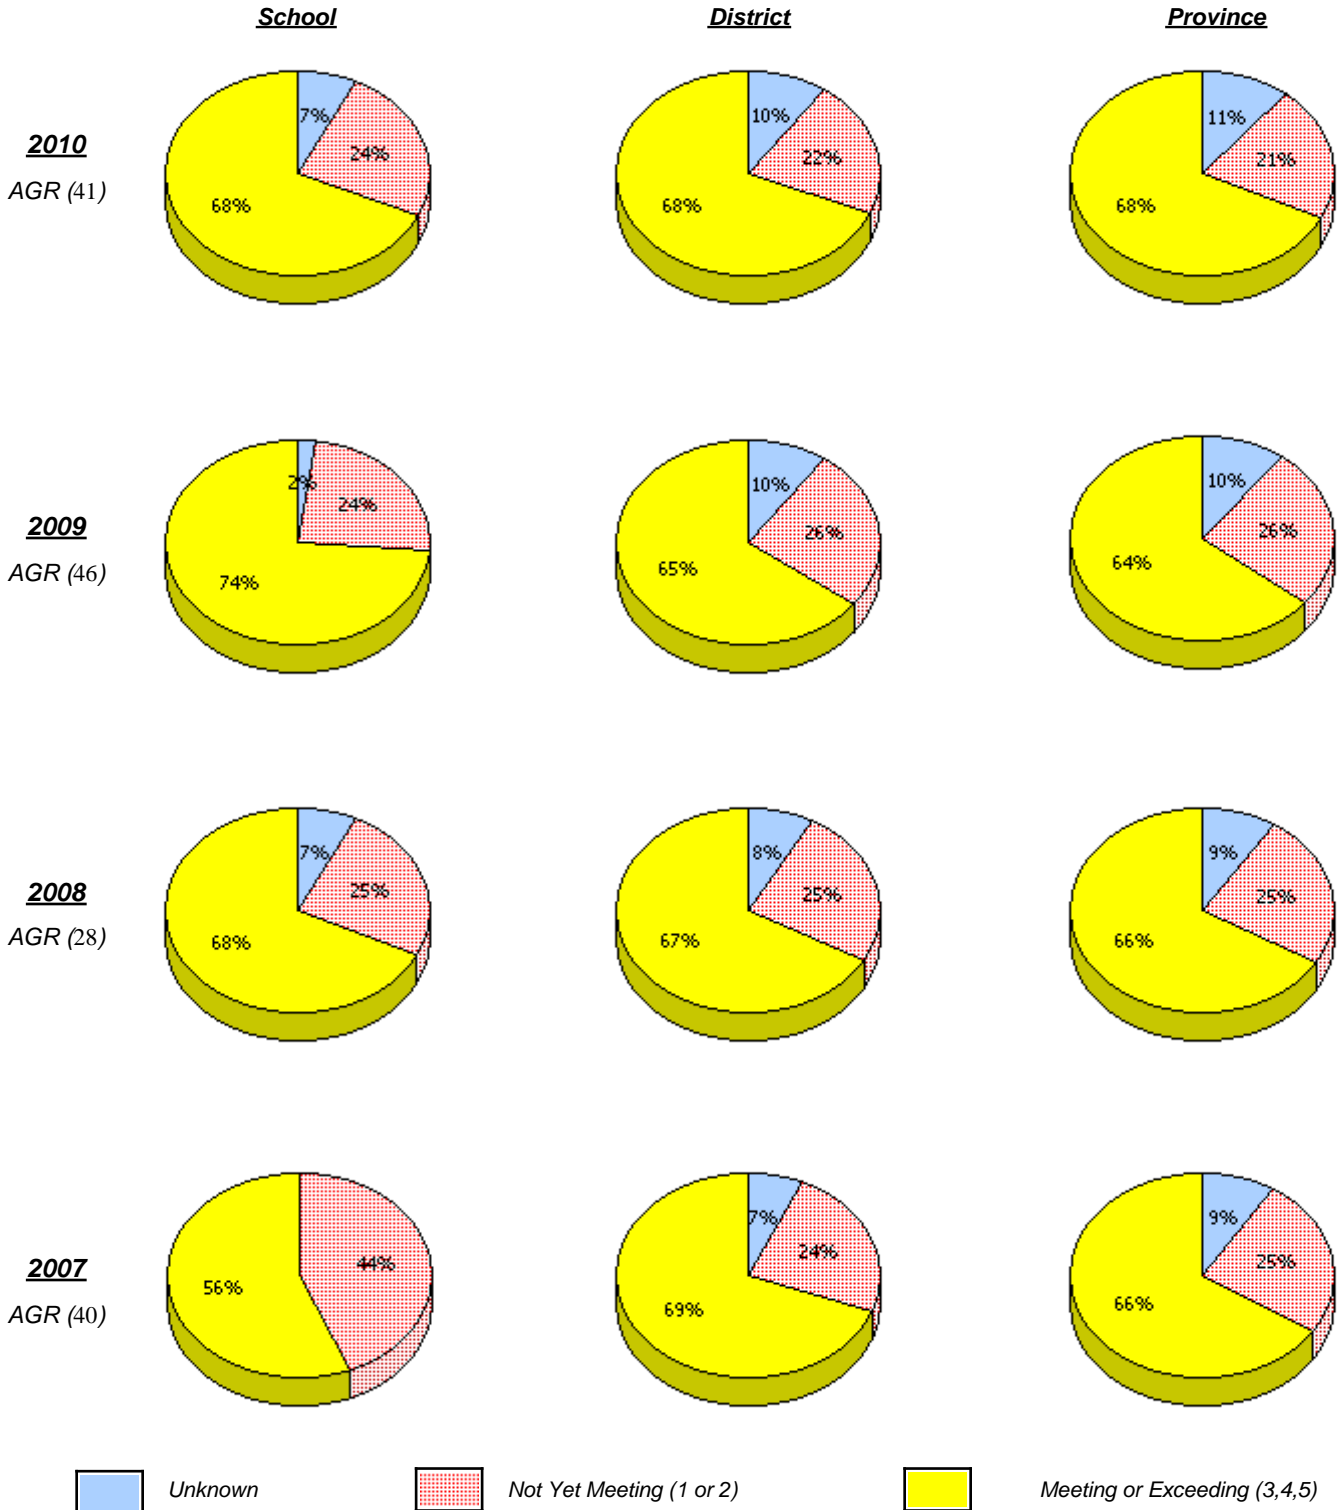 School District Province
7% 10% 11%
2010 24% 22% 21%
AGR (41)
68% 68% 68%
2% 10% 10%
24% 26% 26%
2009
AGR (46) 74% 65% 64%
7% 8% 9%
2008 25% 25% 25%
AGR (28) 68% 67% 66%
7% 9%
44% 24% 25%
2007 56% 69% 66%
AGR (40)
Unknown Not Yet Meeting (1 or 2) Meeting or Exceeding (3,4,5)